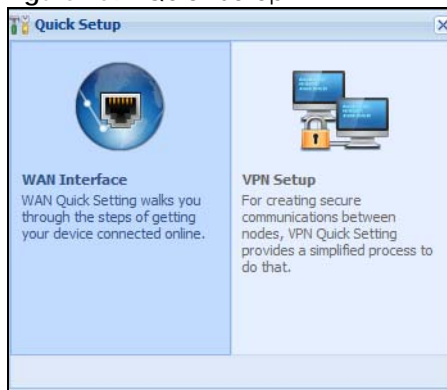 Quick Setup
WAN Interface
WAN Quick Setting walks you
through the steps of getting
your device connected online.
VPN Setup
For creating secure
communications between
nodes, VPN Quick Setting
provides a simplified process to
do that.